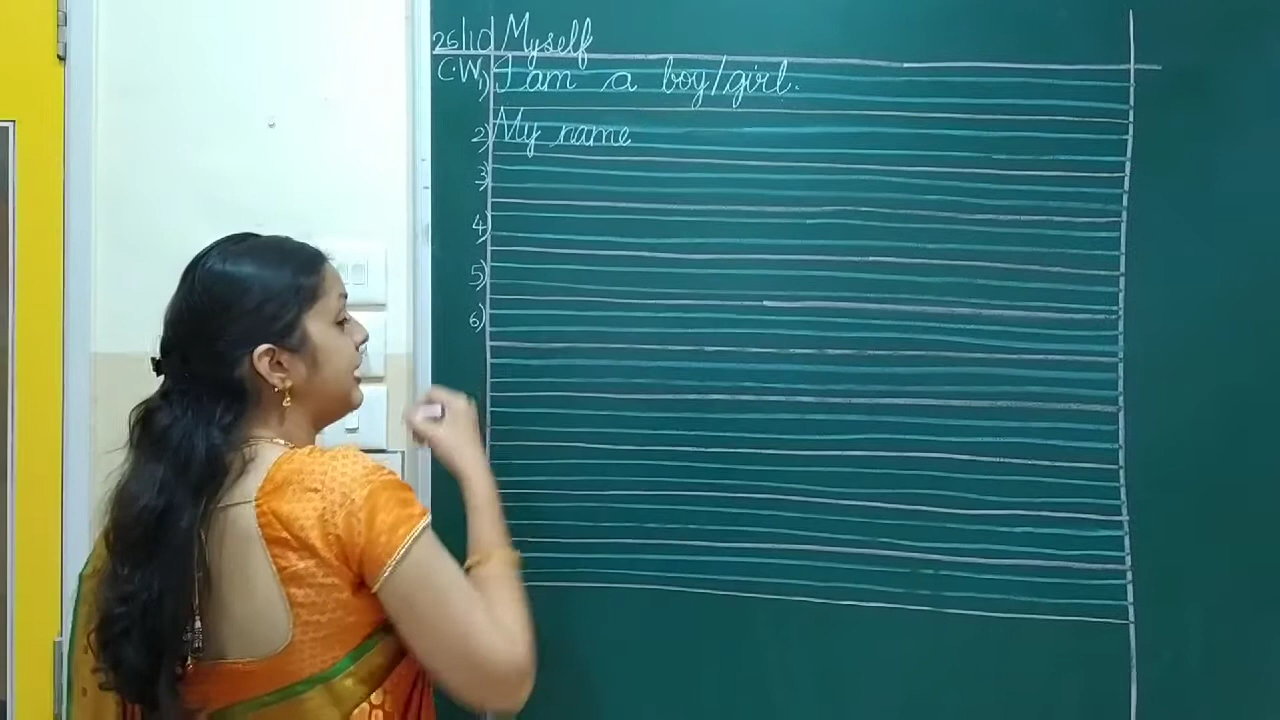 26/10 Myself
C.W. 1) I am a boy/girl.
2) My name
3)
4)
5)
6)